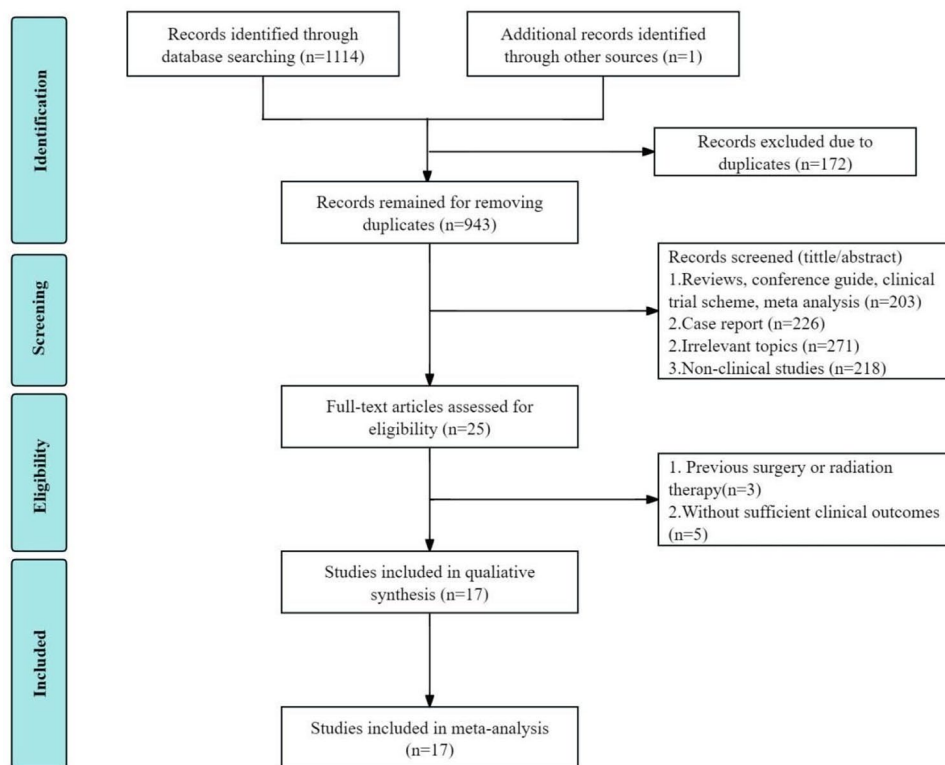 Identification
Records identified through
database searching (n=1114)
Additional records identified
through other sources (n=1)
Records excluded due to
duplicates (n=172)
Records remained for removing
duplicates (n=943)
Screening
Records screened (tittle/abstract)
1.Reviews, conference guide, clinical
trial scheme, meta analysis (n=203)
2.Case report (n=226)
2.Irrelevant topics (n=271)
3.Non-clinical studies (n=218)
Eligibility
Full-text articles assessed for
eligibility (n=25)
1. Previous surgery or radiation
therapy(n=3)
2.Without sufficient clinical outcomes
(n=5)
Included
Studies included in qualiative
synthesis (n=17)
Studies included in meta-analysis
(n=17)